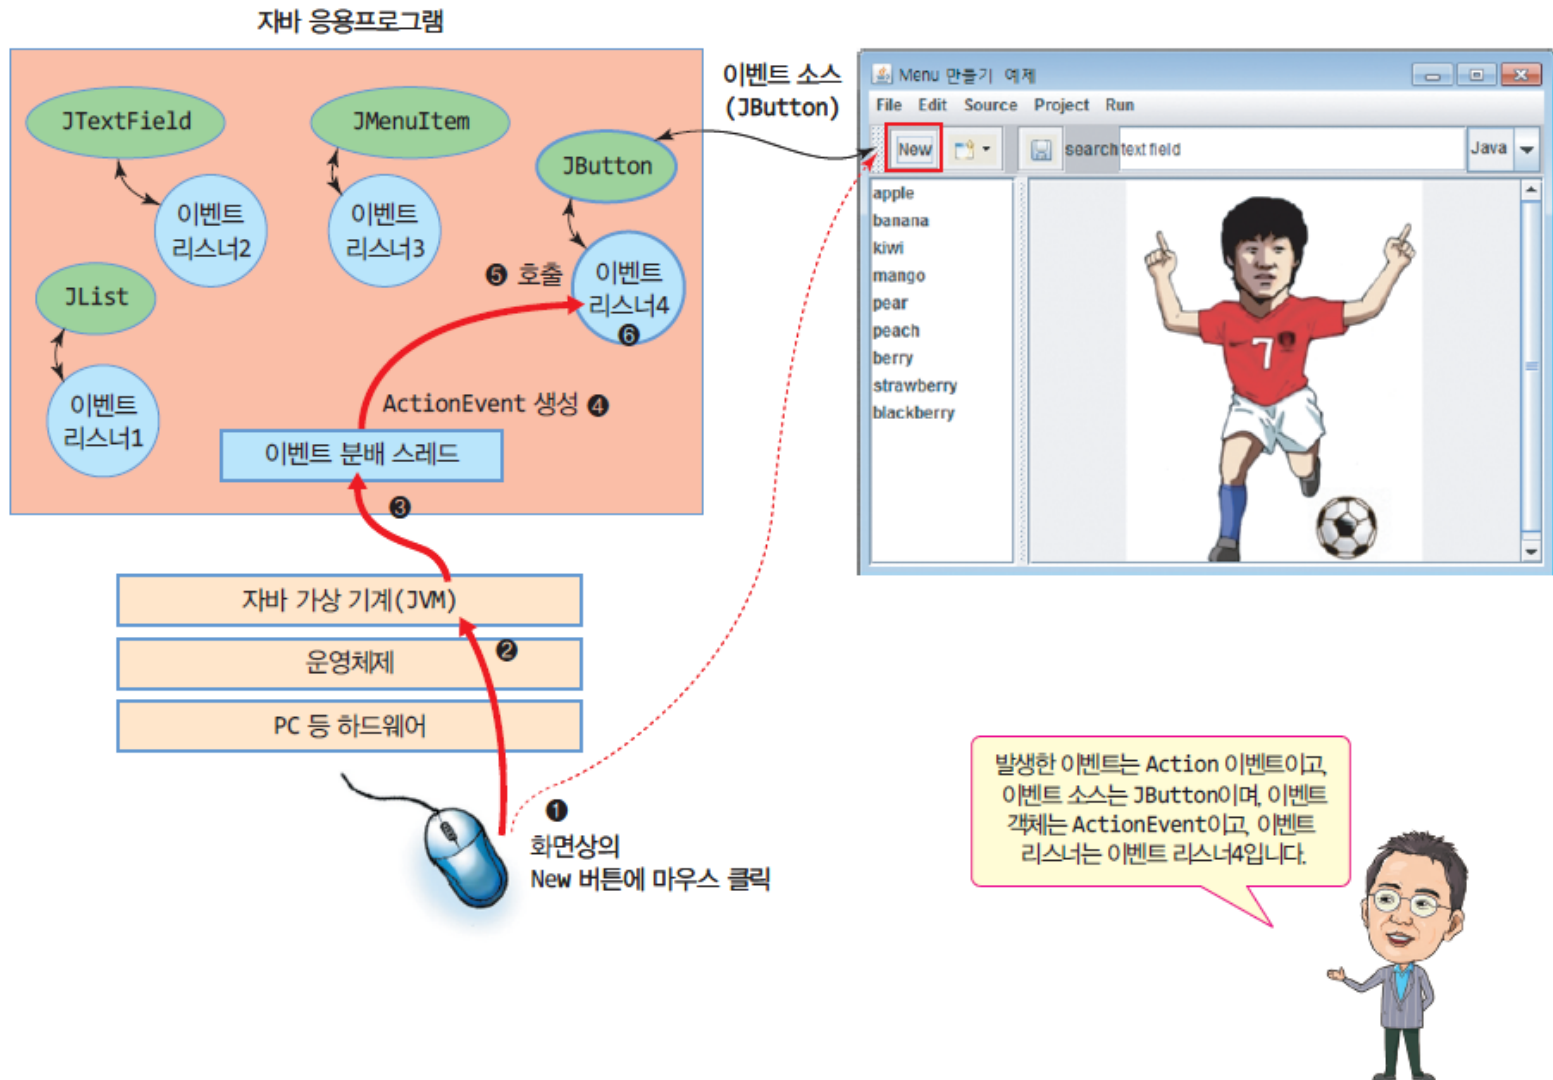 자바 응용프로그램
JTextField
이벤트
리스너2
JMenuItem
이벤트
리스너3
JButton
이벤트
리스너4
❻
❺ 호출
JList
이벤트
리스너1
ActionEvent 생성 ❹
이벤트 분배 스레드
❸
자바 가상 기계(JVM)
❷
운영체제
PC 등 하드웨어
❶
화면상의
New 버튼에 마우스 클릭
이벤트 소스
(JButton)
Menu 만들기 예제
File Edit Source Project Run
New
search text field
Java
apple
banana
kiwi
mango
pear
peach
berry
strawberry
blackberry
7
발생한 이벤트는 Action 이벤트이고,
이벤트 소스는 JButton이며, 이벤트
객체는 ActionEvent이고, 이벤트
리스너는 이벤트 리스너4입니다.